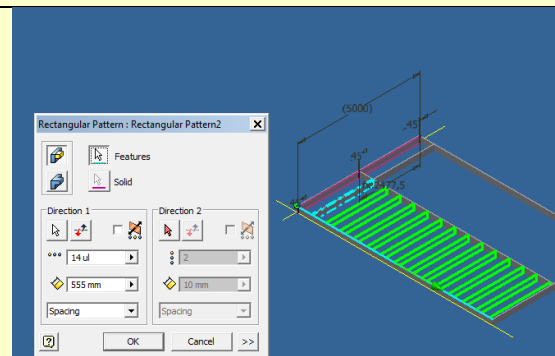 Rectangular Pattern : Rectangular Pattern2
Features
Solid
Direction 1
Direction 2
14 ul
2
555 mm
10 mm
Spacing
Spacing
OK
Cancel
>>
(5000)
45°
45°
477,5